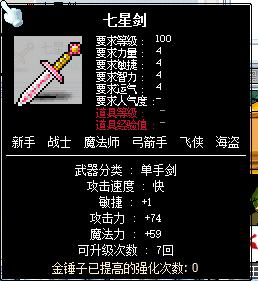 七星剑
要求等级： 100
要求力量： 4
要求敏捷： 4
要求智力： 4
要求运气： 4
要求人气度： -
道具等级： -
道具经验值： -
新手 战士 魔法师 弓箭手 飞侠 海盗
武器分类 : 单手剑
攻击速度 : 快
敏捷 : +1
攻击力 : +74
魔法力 : +59
可升级次数 : 7回
金锤子已提高的强化次数: 0